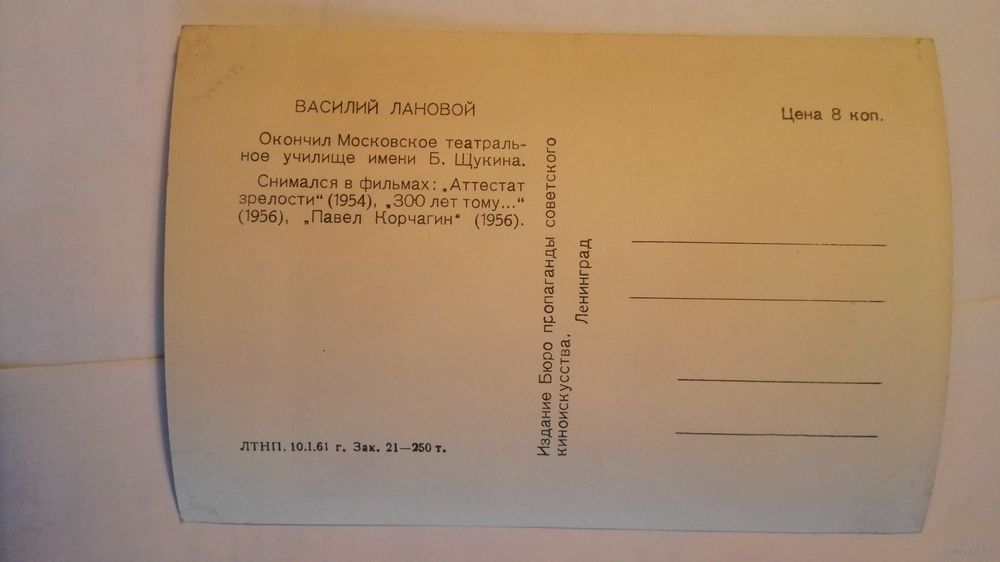 ВАСИЛИЙ ЛАНОВОЙ
Окончил Московское театраль-
ное училище имени Б. Щукина.
Снимался в фильмах: „Аттестат
зрелости“ (1954), „300 лет тому...“
(1956), „Павел Корчагин“ (1956).
ЛТНП. 10.I.61 г. Зак. 21—250 т.
Издание Бюро пропаганды советского
киноискусства.
Ленинград
Цена 8 коп.